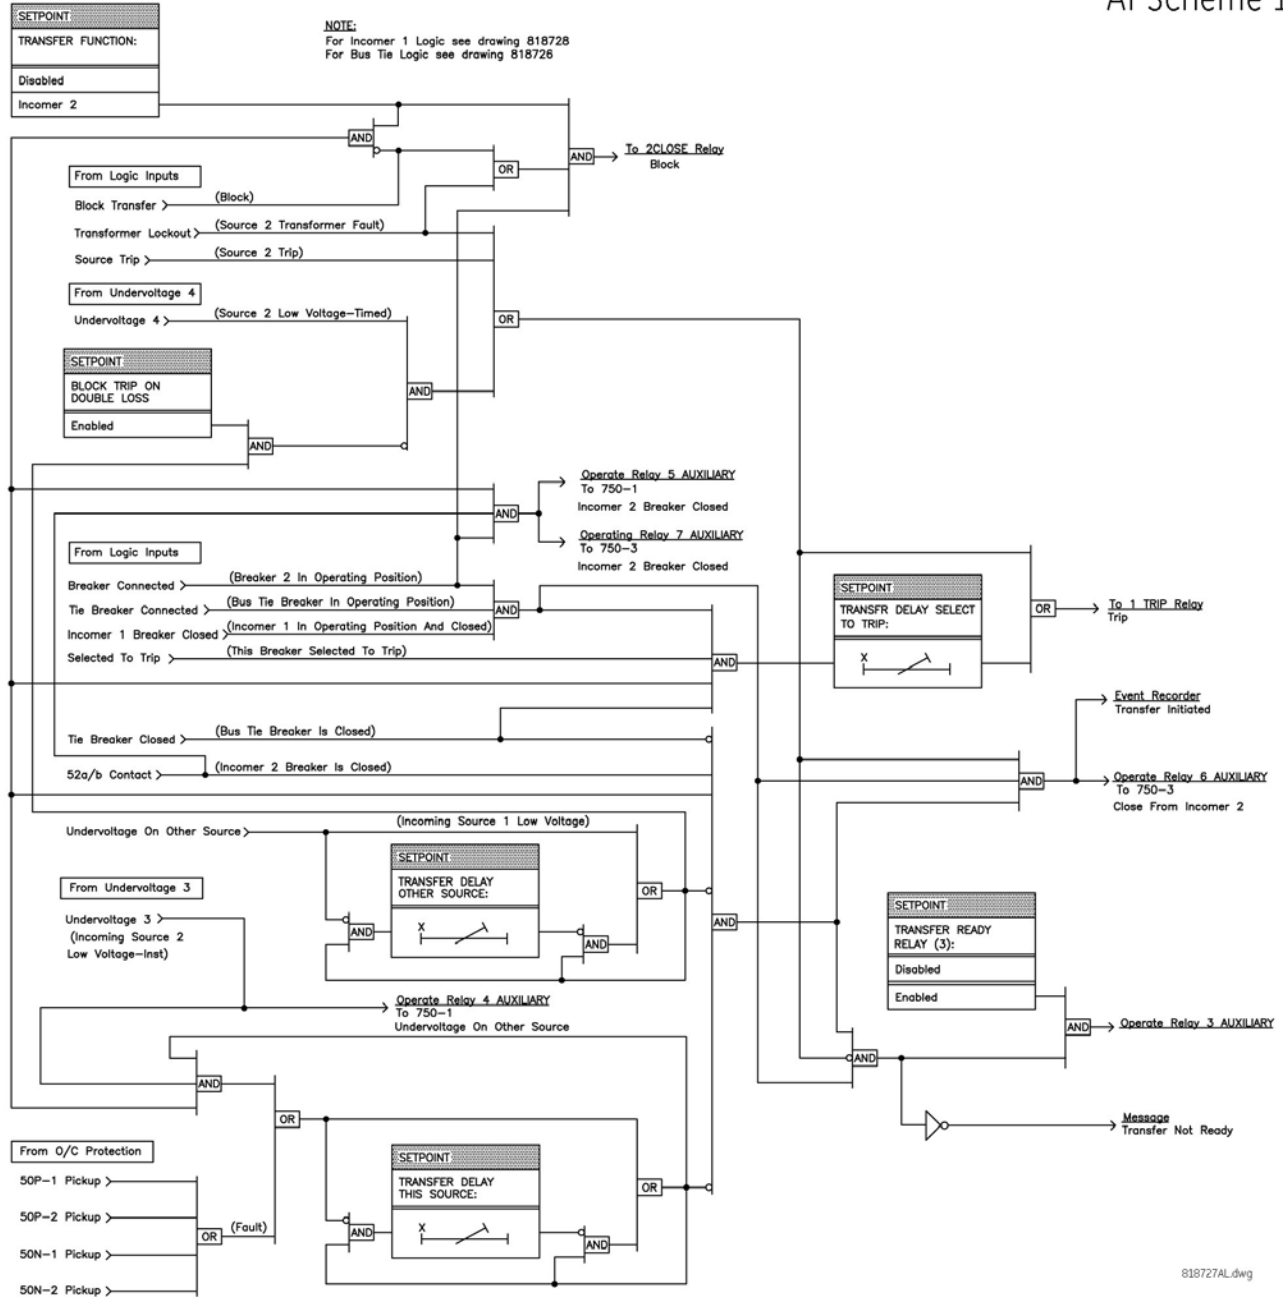 AI Scheme 1
SETPOINT
TRANSFER FUNCTION:
Disabled
Incomer 2
NOTE:
For Incomer 1 Logic see drawing 818728
For Bus Tie Logic see drawing 818726
AND
AND
To 2CLOSE Relay
Block
From Logic Inputs
OR
Block Transfer
(Block)
Transformer Lockout
(Source 2 Transformer Fault)
Source Trip
(Source 2 Trip)
From Undervoltage 4
Undervoltage 4
(Source 2 Low Voltage-Timed)
OR
SETPOINT
BLOCK TRIP ON
DOUBLE LOSS
Enabled
AND
AND
Operate Relay 5 AUXILIARY
To 750-1
Incomer 2 Breaker Closed
AND
Operating Relay 7 AUXILIARY
To 750-3
Incomer 2 Breaker Closed
From Logic Inputs
Breaker Connected
(Breaker 2 In Operating Position)
Tie Breaker Connected
(Bus Tie Breaker In Operating Position)
AND
Incomer 1 Breaker Closed
(Incomer 1 In Operating Position And Closed)
Selected To Trip
(This Breaker Selected To Trip)
AND
SETPOINT
TRANSFR DELAY SELECT
TO TRIP:
X
OR
To 1 TRIP Relay
Trip
Event Recorder
Transfer Initiated
Tie Breaker Closed
(Bus Tie Breaker Is Closed)
52a/b Contact
(Incomer 2 Breaker Is Closed)
AND
Operate Relay 6 AUXILIARY
To 750-3
Close From Incomer 2
Undervoltage On Other Source
(Incoming Source 1 Low Voltage)
SETPOINT
TRANSFER DELAY
OTHER SOURCE:
X
AND
AND
OR
AND
From Undervoltage 3
Undervoltage 3
(Incoming Source 2
Low Voltage-Inst)
SETPOINT
TRANSFER READY
RELAY (3):
Disabled
Enabled
Operate Relay 4 AUXILIARY
To 750-1
Undervoltage On Other Source
AND
Operate Relay 3 AUXILIARY
AND
AND
OR
Message
Transfer Not Ready
From O/C Protection
50P-1 Pickup
50P-2 Pickup
50N-1 Pickup
50N-2 Pickup
OR
(Fault)
SETPOINT
TRANSFER DELAY
THIS SOURCE:
X
AND
AND
OR
818727AL.dwg